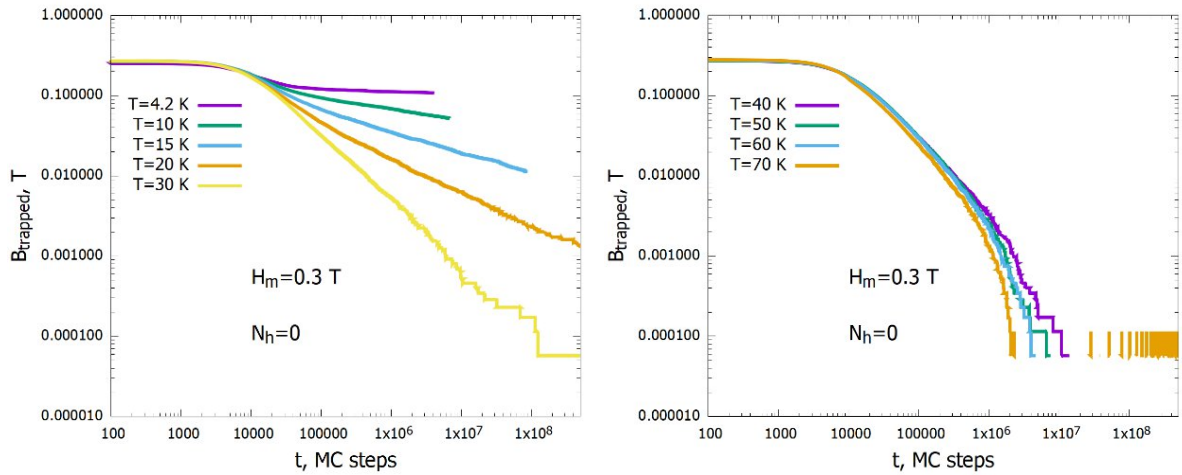 1.000000
0.100000
0.010000
0.001000
0.000100
0.000010
B_trapped, T
T=4.2 K
T=10 K
T=15 K
T=20 K
T=30 K
H_m=0.3 T
N_h=0
100 1000 10000 100000 1x10^6 1x10^7 1x10^8
t, MC steps
1.000000
0.100000
0.010000
0.001000
0.000100
0.000010
B_trapped, T
T=40 K
T=50 K
T=60 K
T=70 K
H_m=0.3 T
N_h=0
100 1000 10000 100000 1x10^6 1x10^7 1x10^8
t, MC steps